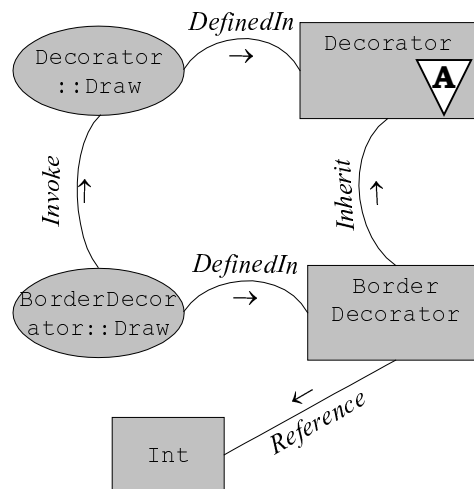 DefinedIn
Decorator
::Draw
Decorator
A
Invoke
Inherit
DefinedIn
BorderDecor
ator::Draw
Border
Decorator
Reference
Int